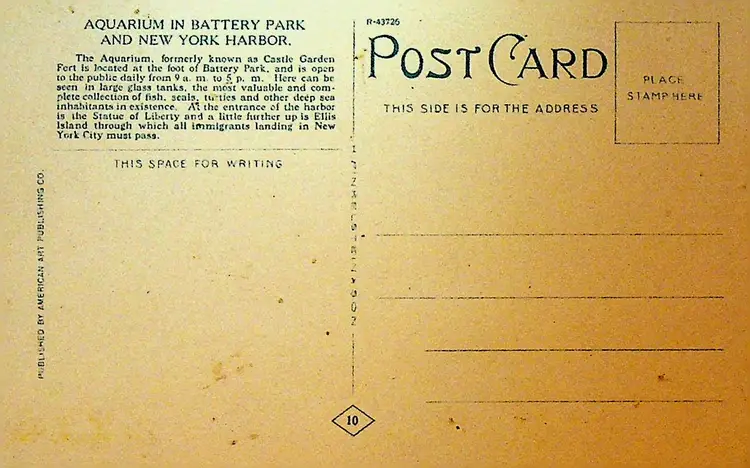 AQUARIUM IN BATTERY PARK
AND NEW YORK HARBOR.
The Aquarium, formerly known as Castle Garden
Fort is located at the foot of Battery Park, and is open
to the public daily from 9 a. m. to 5 p. m. Here can be
seen in large glass tanks, the most valuable and com-
plete collection of fish, seals, turtles and other deep sea
inhabitants in existence. At the entrance of the harbor
is the Statue of Liberty and a little further up is Ellis
Island through which all immigrants landing in New
York City must pass.
THIS SPACE FOR WRITING
PUBLISHED BY AMERICAN ART PUBLISHING CO.
10
R-43726
POST CARD
THIS SIDE IS FOR THE ADDRESS
PLACE
STAMP HERE